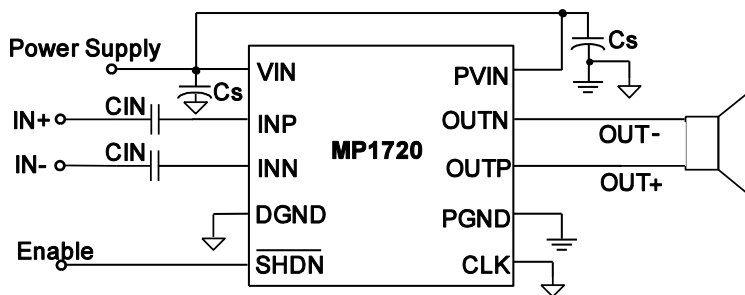 Power Supply
Cs
Cs
VIN
PVIN
CIN
IN+
INP
OUTN
OUT-
MP1720
CIN
IN-
INN
OUTP
OUT+
DGND
PGND
Enable
SHDN
CLK